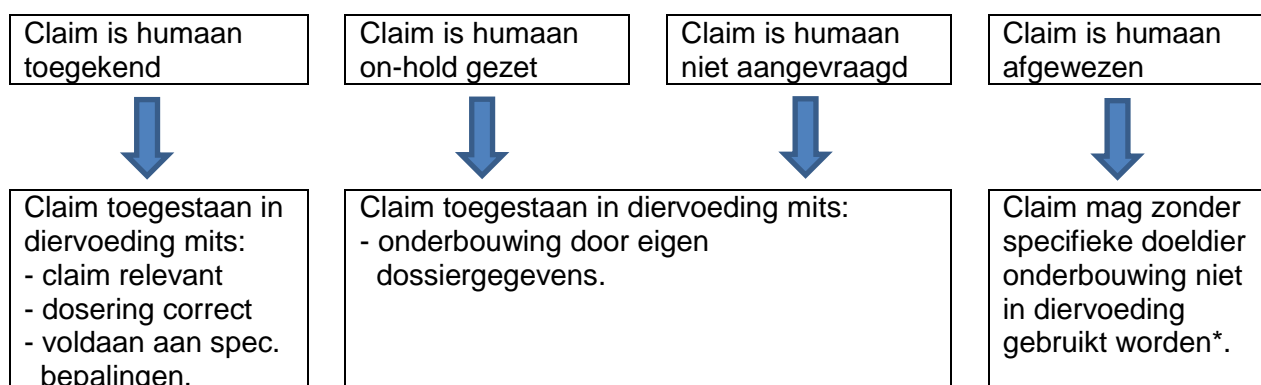 Claim is humaan
toegekend
Claim is humaan
on-hold gezet
Claim is humaan
niet aangevraagd
Claim is humaan
afgewezen
Claim toegestaan in
diervoeding mits:
- claim relevant
- dosering correct
- voldaan aan spec.
bepalingen.
Claim toegestaan in diervoeding mits:
- onderbouwing door eigen
dossiergegevens.
Claim mag zonder
specifieke doeldier
onderbouwing niet
in diervoeding
gebruikt worden*.